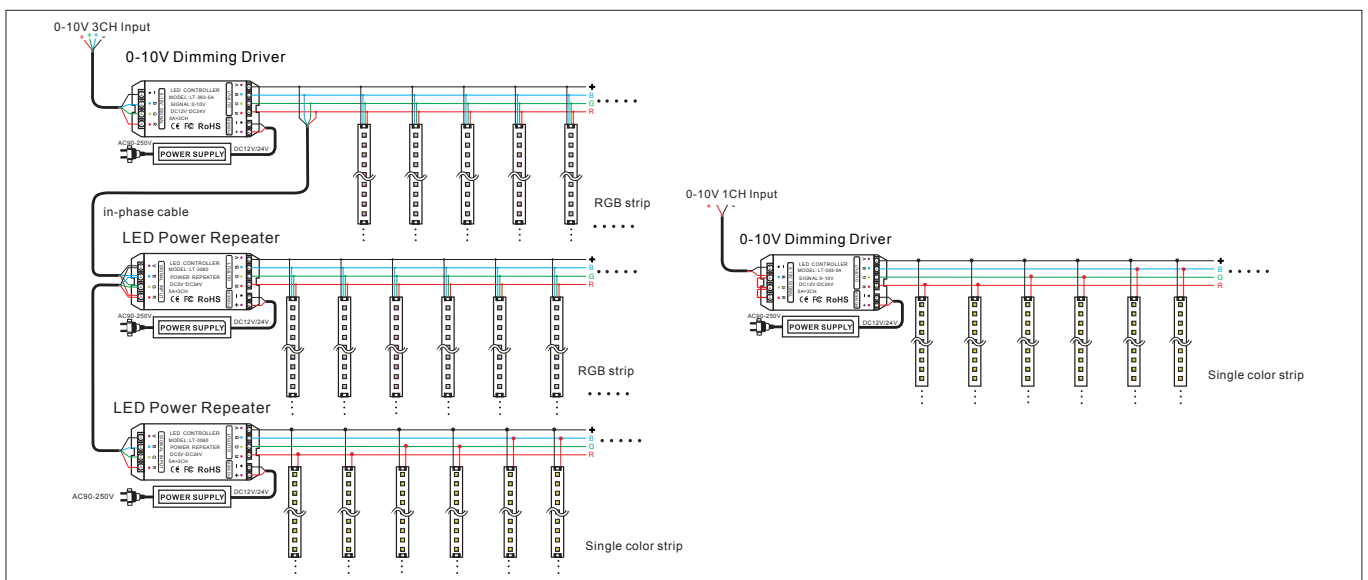 0-10V 3CH Input
+ + + -
0-10V Dimming Driver
LED CONTROLLER
MODEL: LT-393-5A
SIGNAL:0-10V
DC12V-DC24V
5A×3CH
CE FC RoHS
AC90-250V
POWER SUPPLY
DC12V/24V
+
B
G
R
RGB strip
in-phase cable
LED Power Repeater
LED CONTROLLER
MODEL:LT-3060
POWER REPEATER
DC5V-DC24V
5A×3CH
CE FC RoHS
AC90-250V
POWER SUPPLY
DC12V/24V
+
B
G
R
RGB strip
LED Power Repeater
LED CONTROLLER
MODEL:LT-3060
POWER REPEATER
DC5V-DC24V
5A×3CH
CE FC RoHS
AC90-250V
POWER SUPPLY
DC12V/24V
+
B
G
R
Single color strip
0-10V 1CH Input
+ -
0-10V Dimming Driver
LED CONTROLLER
MODEL:LT-393-5A
SIGNAL:0-10V
DC12V-DC24V
5A×3CH
CE FC RoHS
AC90-250V
POWER SUPPLY
DC12V/24V
+
B
G
R
Single color strip